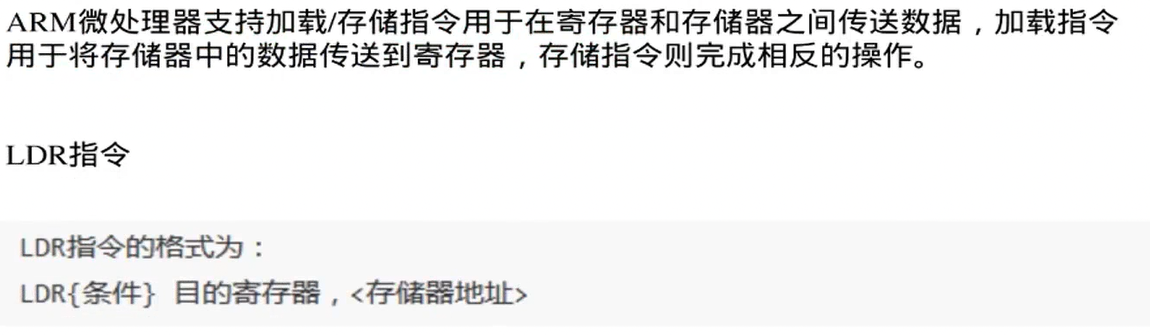 ARM微处理器支持加载/存储指令用于在寄存器和存储器之间传送数据，加载指令
用于将存储器中的数据传送到寄存器，存储指令则完成相反的操作。
LDR指令
LDR指令的格式为：
LDR{条件} 目的寄存器，<存储器地址>